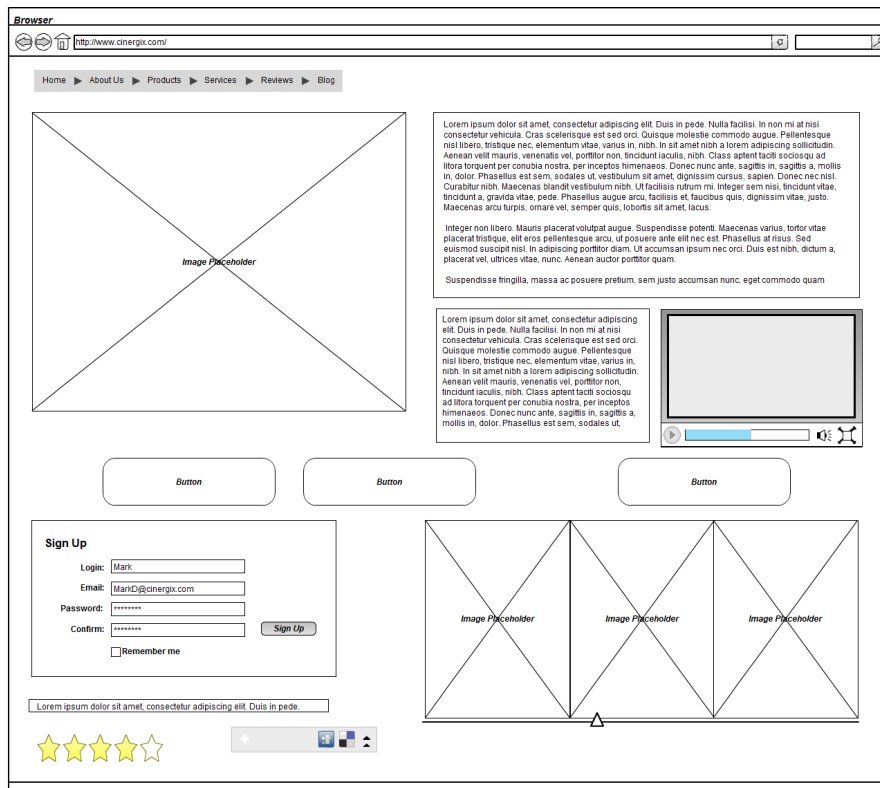 Browser
http://www.cinergix.com/
Home About Us Products Services Reviews Blog
Image Placeholder
Lorem ipsum dolor sit amet, consectetur adipiscing elit. Duis in pede. Nulla facilisi. In non mi at nisi
consectetur vehicula. Cras scelerisque est sed orci. Quisque molestie commodo augue. Pellentesque
nisl libero, tristique nec, elementum vitae, varius in, nibh. In sit amet nibh a lorem adipiscing sollicitudin.
Aenean velit mauris, venenatis vel, porttitor non, tincidunt iaculis, nibh. Class aptent taciti sociosqu ad
litora torquent per conubia nostra, per inceptos himenaeos. Donec nunc ante, sagittis in, sagittis a, mollis
in, dolor. Phasellus est sem, sodales ut, vestibulum sit amet, dignissim cursus, sapien. Donec nec nisl.
Curabitur nibh. Maecenas blandit vestibulum nibh. Ut facilisis rutrum mi. Integer sem nisi, tincidunt vitae,
tincidunt a, gravida vitae, pede. Phasellus augue arcu, facilisis et, faucibus quis, dignissim vitae, justo.
Maecenas arcu turpis, ornare vel, semper quis, lobortis sit amet, lacus.
Integer non libero. Mauris placerat volutpat augue. Suspendisse potenti. Maecenas varius, tortor vitae
placerat tristique, elit eros pellentesque arcu, ut posuere ante elit nec est. Phasellus at risus. Sed
euismod suscipit nisl. In adipiscing porttitor diam. Ut accumsan ipsum nec orci. Duis est nibh, dictum a,
placerat vel, ultrices vitae, nunc. Aenean auctor porttitor quam.
Suspendisse fringilla, massa ac posuere pretium, sem justo accumsan nunc, eget commodo quam
Lorem ipsum dolor sit amet, consectetur adipiscing
elit. Duis in pede. Nulla facilisi. In non mi at nisi
consectetur vehicula. Cras scelerisque est sed orci.
Quisque molestie commodo augue. Pellentesque
nisl libero, tristique nec, elementum vitae, varius in,
nibh. In sit amet nibh a lorem adipiscing sollicitudin.
Aenean velit mauris, venenatis vel, porttitor non,
tincidunt iaculis, nibh. Class aptent taciti sociosqu
ad litora torquent per conubia nostra, per inceptos
himenaeos. Donec nunc ante, sagittis in, sagittis a,
mollis in, dolor. Phasellus est sem, sodales ut,
Button
Button
Button
Sign Up
Login: Mark
Email: MarkD@cinergix.com
Password: ********
Confirm: ********
Sign Up
Remember me
Image Placeholder
Image Placeholder
Image Placeholder
Lorem ipsum dolor sit amet, consectetur adipiscing elit. Duis in pede.